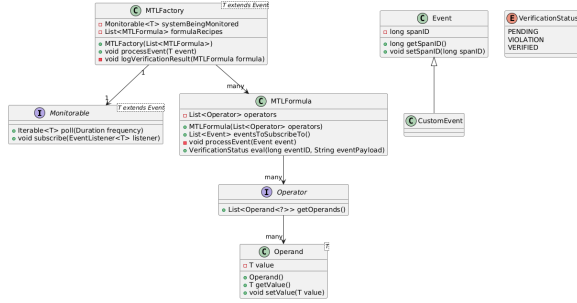 C MTLFactory
T extends Event
Monitorable<T> systemBeingMonitored
List<MTLFormula> formulaRecipes
MTLFactory(List<MTLFormula>)
void processEvent(T event)
void logVerificationResult(MTLFormula formula)
C Event
long spanID
long getSpanID()
void setSpanID(long spanID)
E VerificationStatus
PENDING
VIOLATION
VERIFIED
1
1
many
I Monitorable
T extends Event
Iterable<T> poll(Duration frequency)
void subscribe(EventListener<T> listener)
C MTLFormula
List<Operator> operators
MTLFormula(List<Operator> operators)
List<Event> eventsToSubscribeTo()
void processEvent(Event event)
VerificationStatus eval(long eventID, String eventPayload)
C CustomEvent
many
I Operator
List<Operand<?>> getOperands()
many
C Operand
T
T value
Operand()
T getValue()
void setValue(T value)